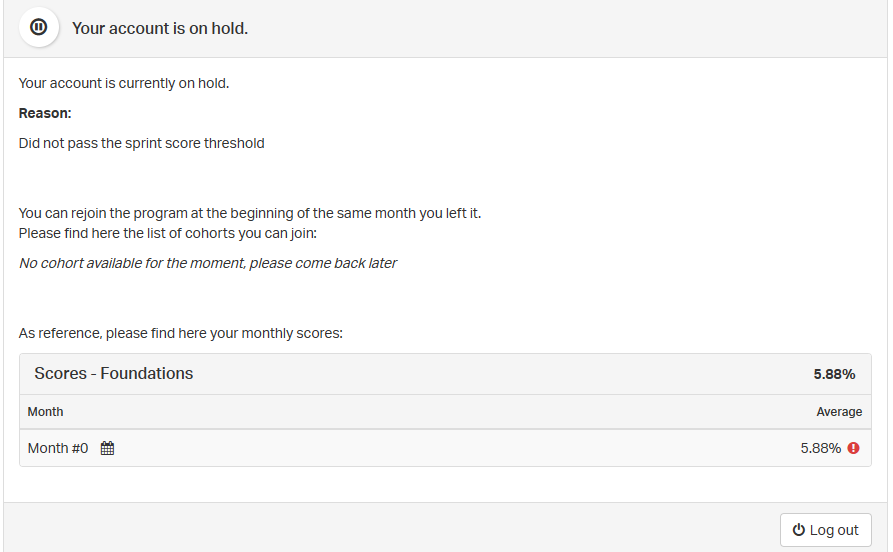 Your account is on hold.
Your account is currently on hold.
Reason:
Did not pass the sprint score threshold
You can rejoin the program at the beginning of the same month you left it.
Please find here the list of cohorts you can join:
No cohort available for the moment, please come back later
As reference, please find here your monthly scores:
Scores - Foundations 5.88%
Month Average
Month #0 5.88%
Log out